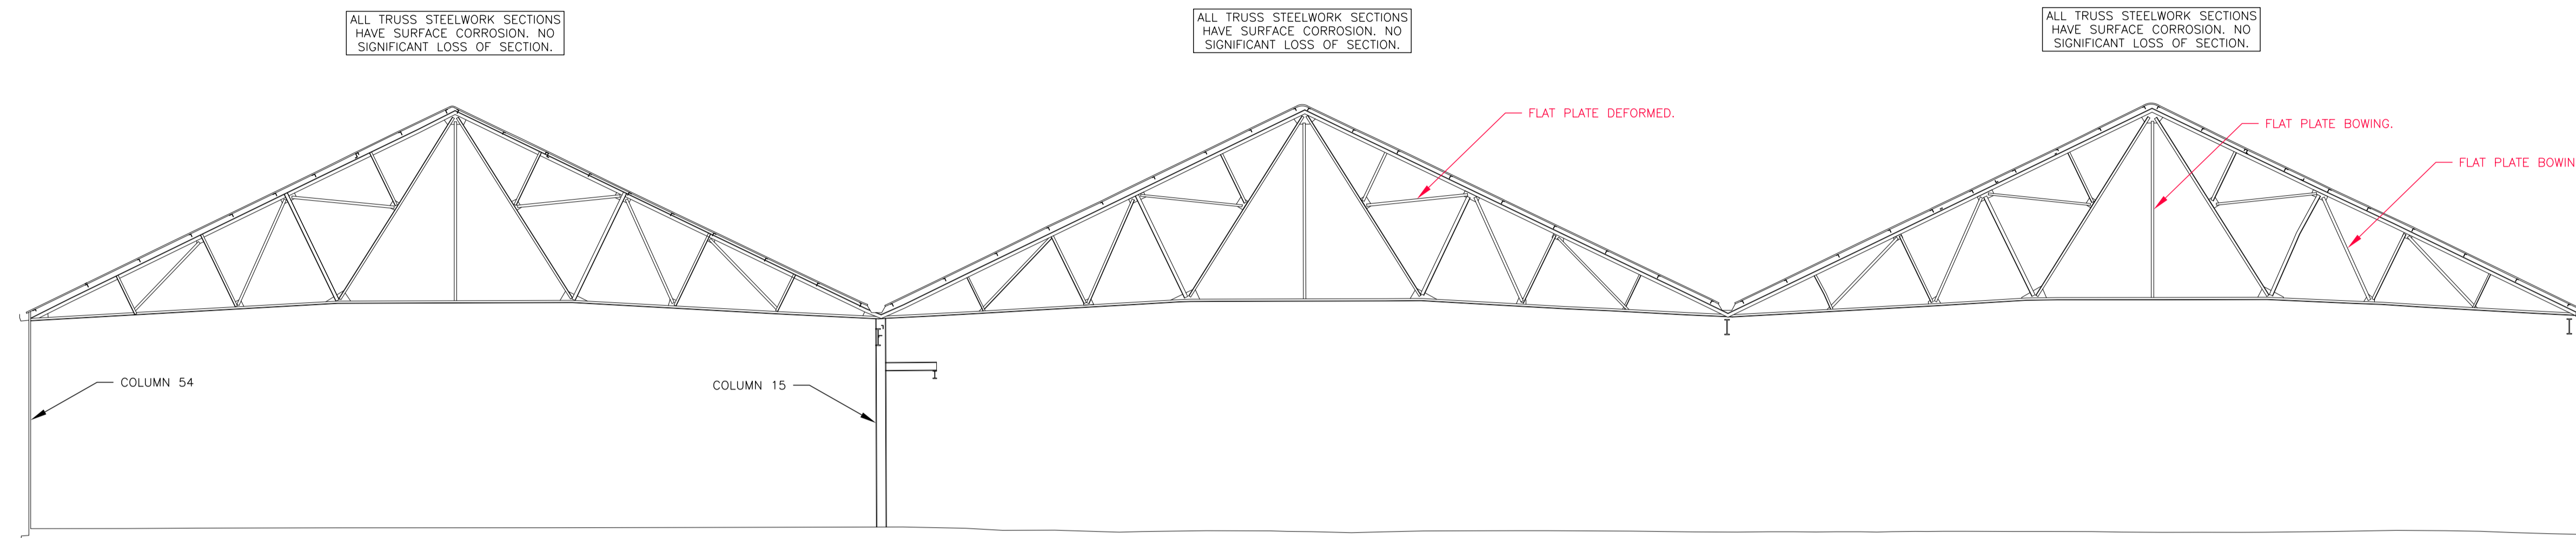 ALL TRUSS STEELWORK SECTIONS
HAVE SURFACE CORROSION. NO
SIGNIFICANT LOSS OF SECTION.
ALL TRUSS STEELWORK SECTIONS
HAVE SURFACE CORROSION. NO
SIGNIFICANT LOSS OF SECTION.
ALL TRUSS STEELWORK SECTIONS
HAVE SURFACE CORROSION. NO
SIGNIFICANT LOSS OF SECTION.
FLAT PLATE DEFORMED.
FLAT PLATE BOWING.
FLAT PLATE BOWIN
COLUMN 54
COLUMN 15